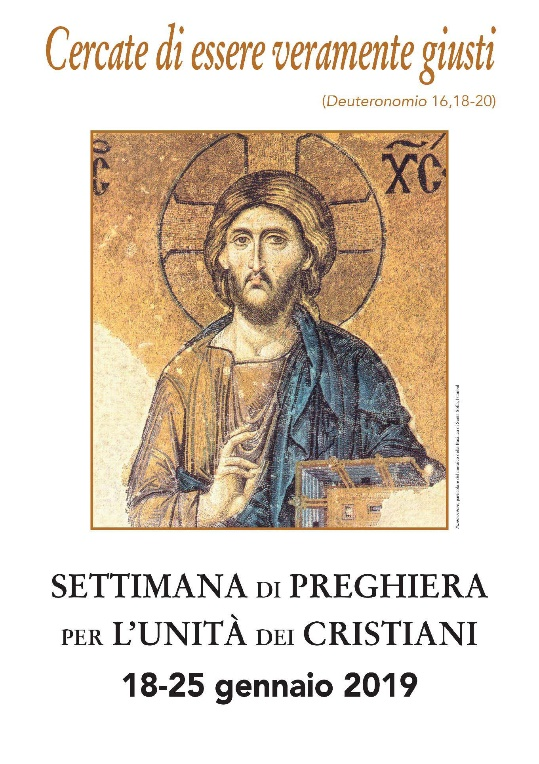 Cercate di essere veramente giusti
(Deuteronomio 16,18-20)
C
XC
SETTIMANA DI PREGHIERA
PER L'UNITÀ DEI CRISTIANI
18-25 gennaio 2019